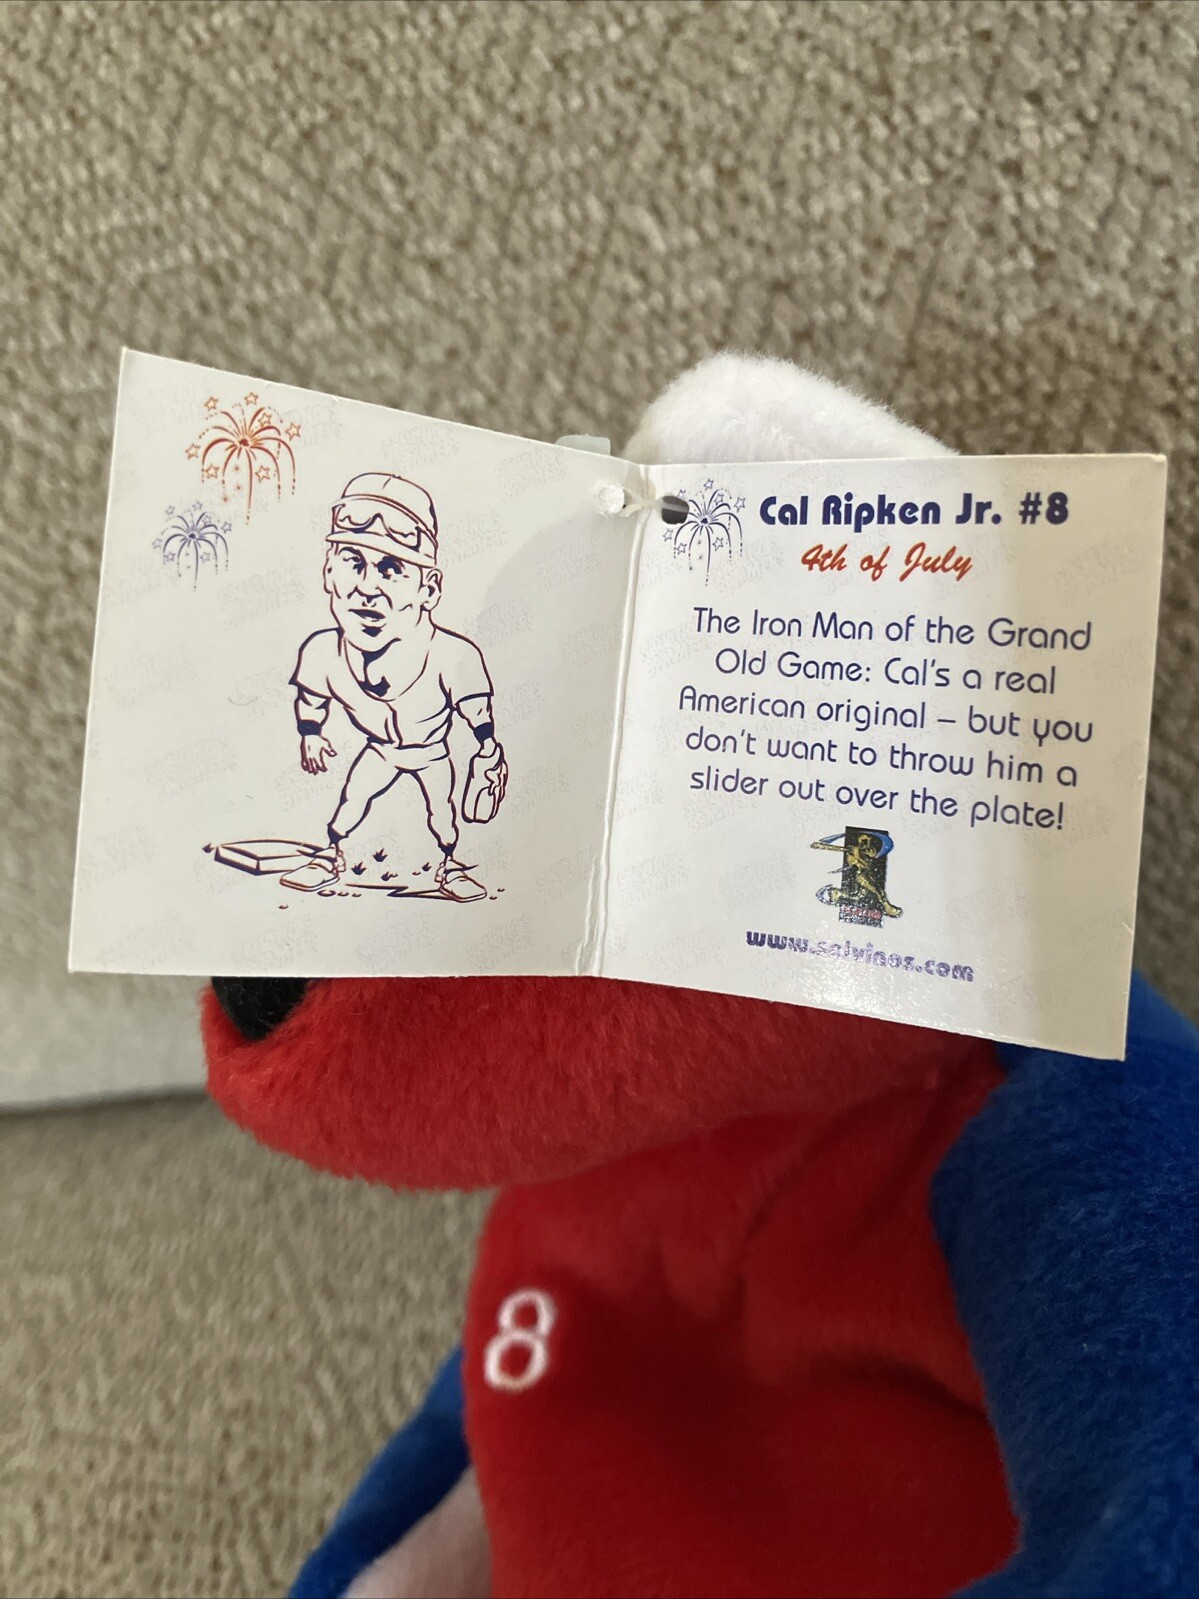 Cal Ripken Jr. #8
4th of July
The Iron Man of the Grand
Old Game: Cal's a real
American original – but you
don't want to throw him a
slider out over the plate!
www.salvinos.com
8